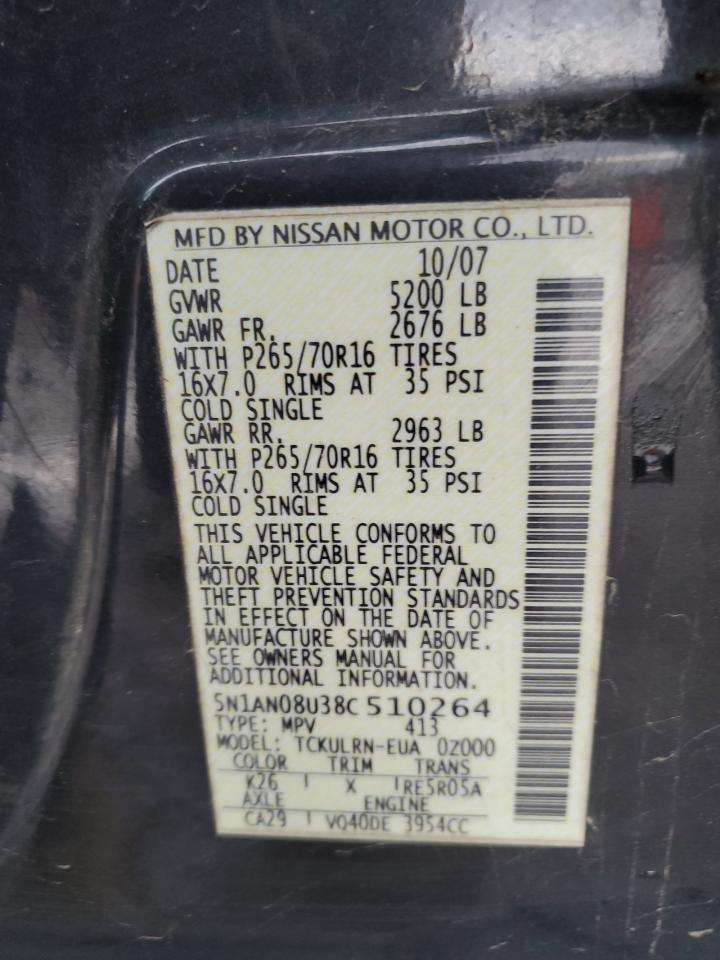 MFD BY NISSAN MOTOR CO., LTD.
DATE 10/07
GVWR 5200 LB
GAWR FR. 2676 LB
WITH P265/70R16 TIRES
16X7.0 RIMS AT 35 PSI
COLD SINGLE
GAWR RR. 2963 LB
WITH P265/70R16 TIRES
16X7.0 RIMS AT 35 PSI
COLD SINGLE
THIS VEHICLE CONFORMS TO
ALL APPLICABLE FEDERAL
MOTOR VEHICLE SAFETY AND
THEFT PREVENTION STANDARDS
IN EFFECT ON THE DATE OF
MANUFACTURE SHOWN ABOVE.
SEE OWNERS MANUAL FOR
ADDITIONAL INFORMATION.
5N1AN08U38C510264
TYPE: MPV 413
MODEL: TCKULRN-EUA 0Z000
COLOR TRIM TRANS
K26 X RE5R05A
AXLE ENGINE
CA29 VQ40DE 3954CC